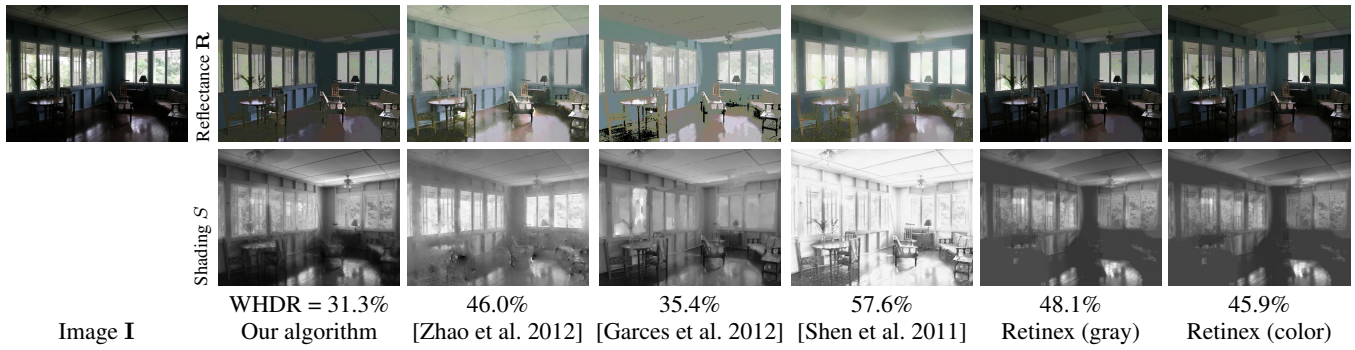 Reflectance R
Shading S
WHDR = 31.3% 46.0% 35.4% 57.6% 48.1% 45.9%
Image I Our algorithm [Zhao et al. 2012] [Garces et al. 2012] [Shen et al. 2011] Retinex (gray) Retinex (color)